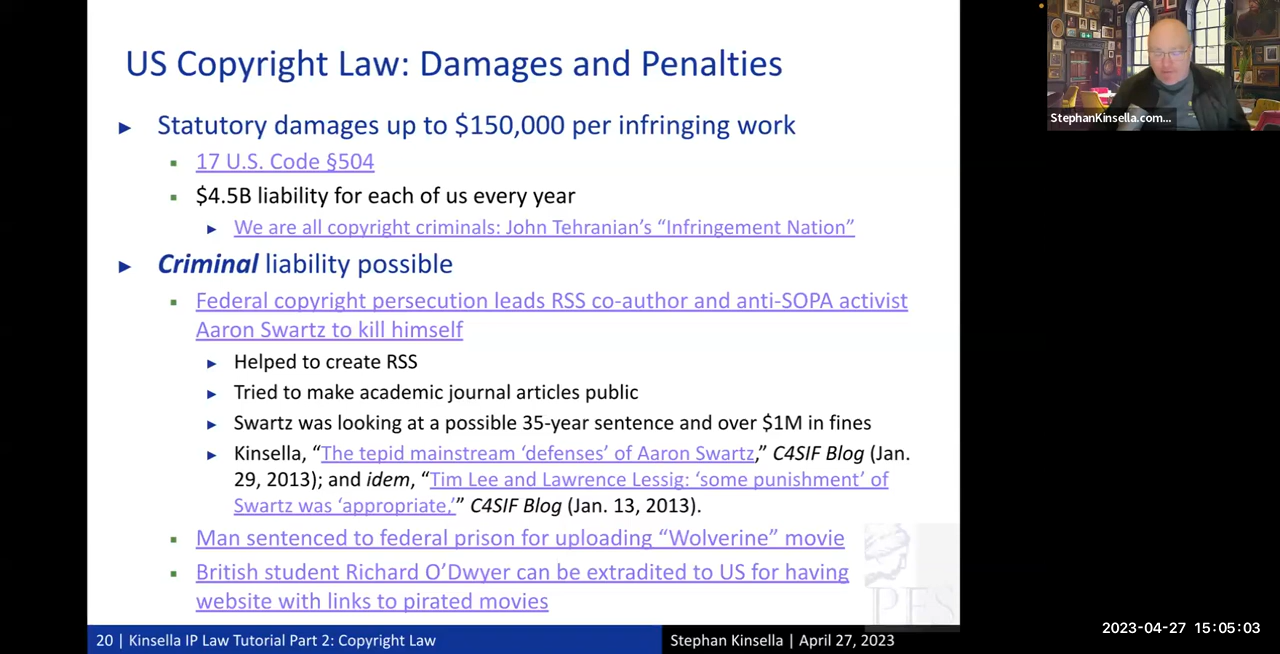 US Copyright Law: Damages and Penalties
► Statutory damages up to $150,000 per infringing work
▪ 17 U.S. Code §504
▪ $4.5B liability for each of us every year
► We are all copyright criminals: John Tehranian’s “Infringement Nation”
► Criminal liability possible
▪ Federal copyright persecution leads RSS co-author and anti-SOPA activist
Aaron Swartz to kill himself
► Helped to create RSS
► Tried to make academic journal articles public
► Swartz was looking at a possible 35-year sentence and over $1M in fines
► Kinsella, “The tepid mainstream ‘defenses’ of Aaron Swartz,” C4SIF Blog (Jan.
29, 2013); and idem, “Tim Lee and Lawrence Lessig: ‘some punishment’ of
Swartz was ‘appropriate,’” C4SIF Blog (Jan. 13, 2013).
▪ Man sentenced to federal prison for uploading “Wolverine” movie
▪ British student Richard O’Dwyer can be extradited to US for having
website with links to pirated movies
PFS
20 | Kinsella IP Law Tutorial Part 2: Copyright Law
Stephan Kinsella | April 27, 2023
StephanKinsella.com...
2023-04-27 15:05:03